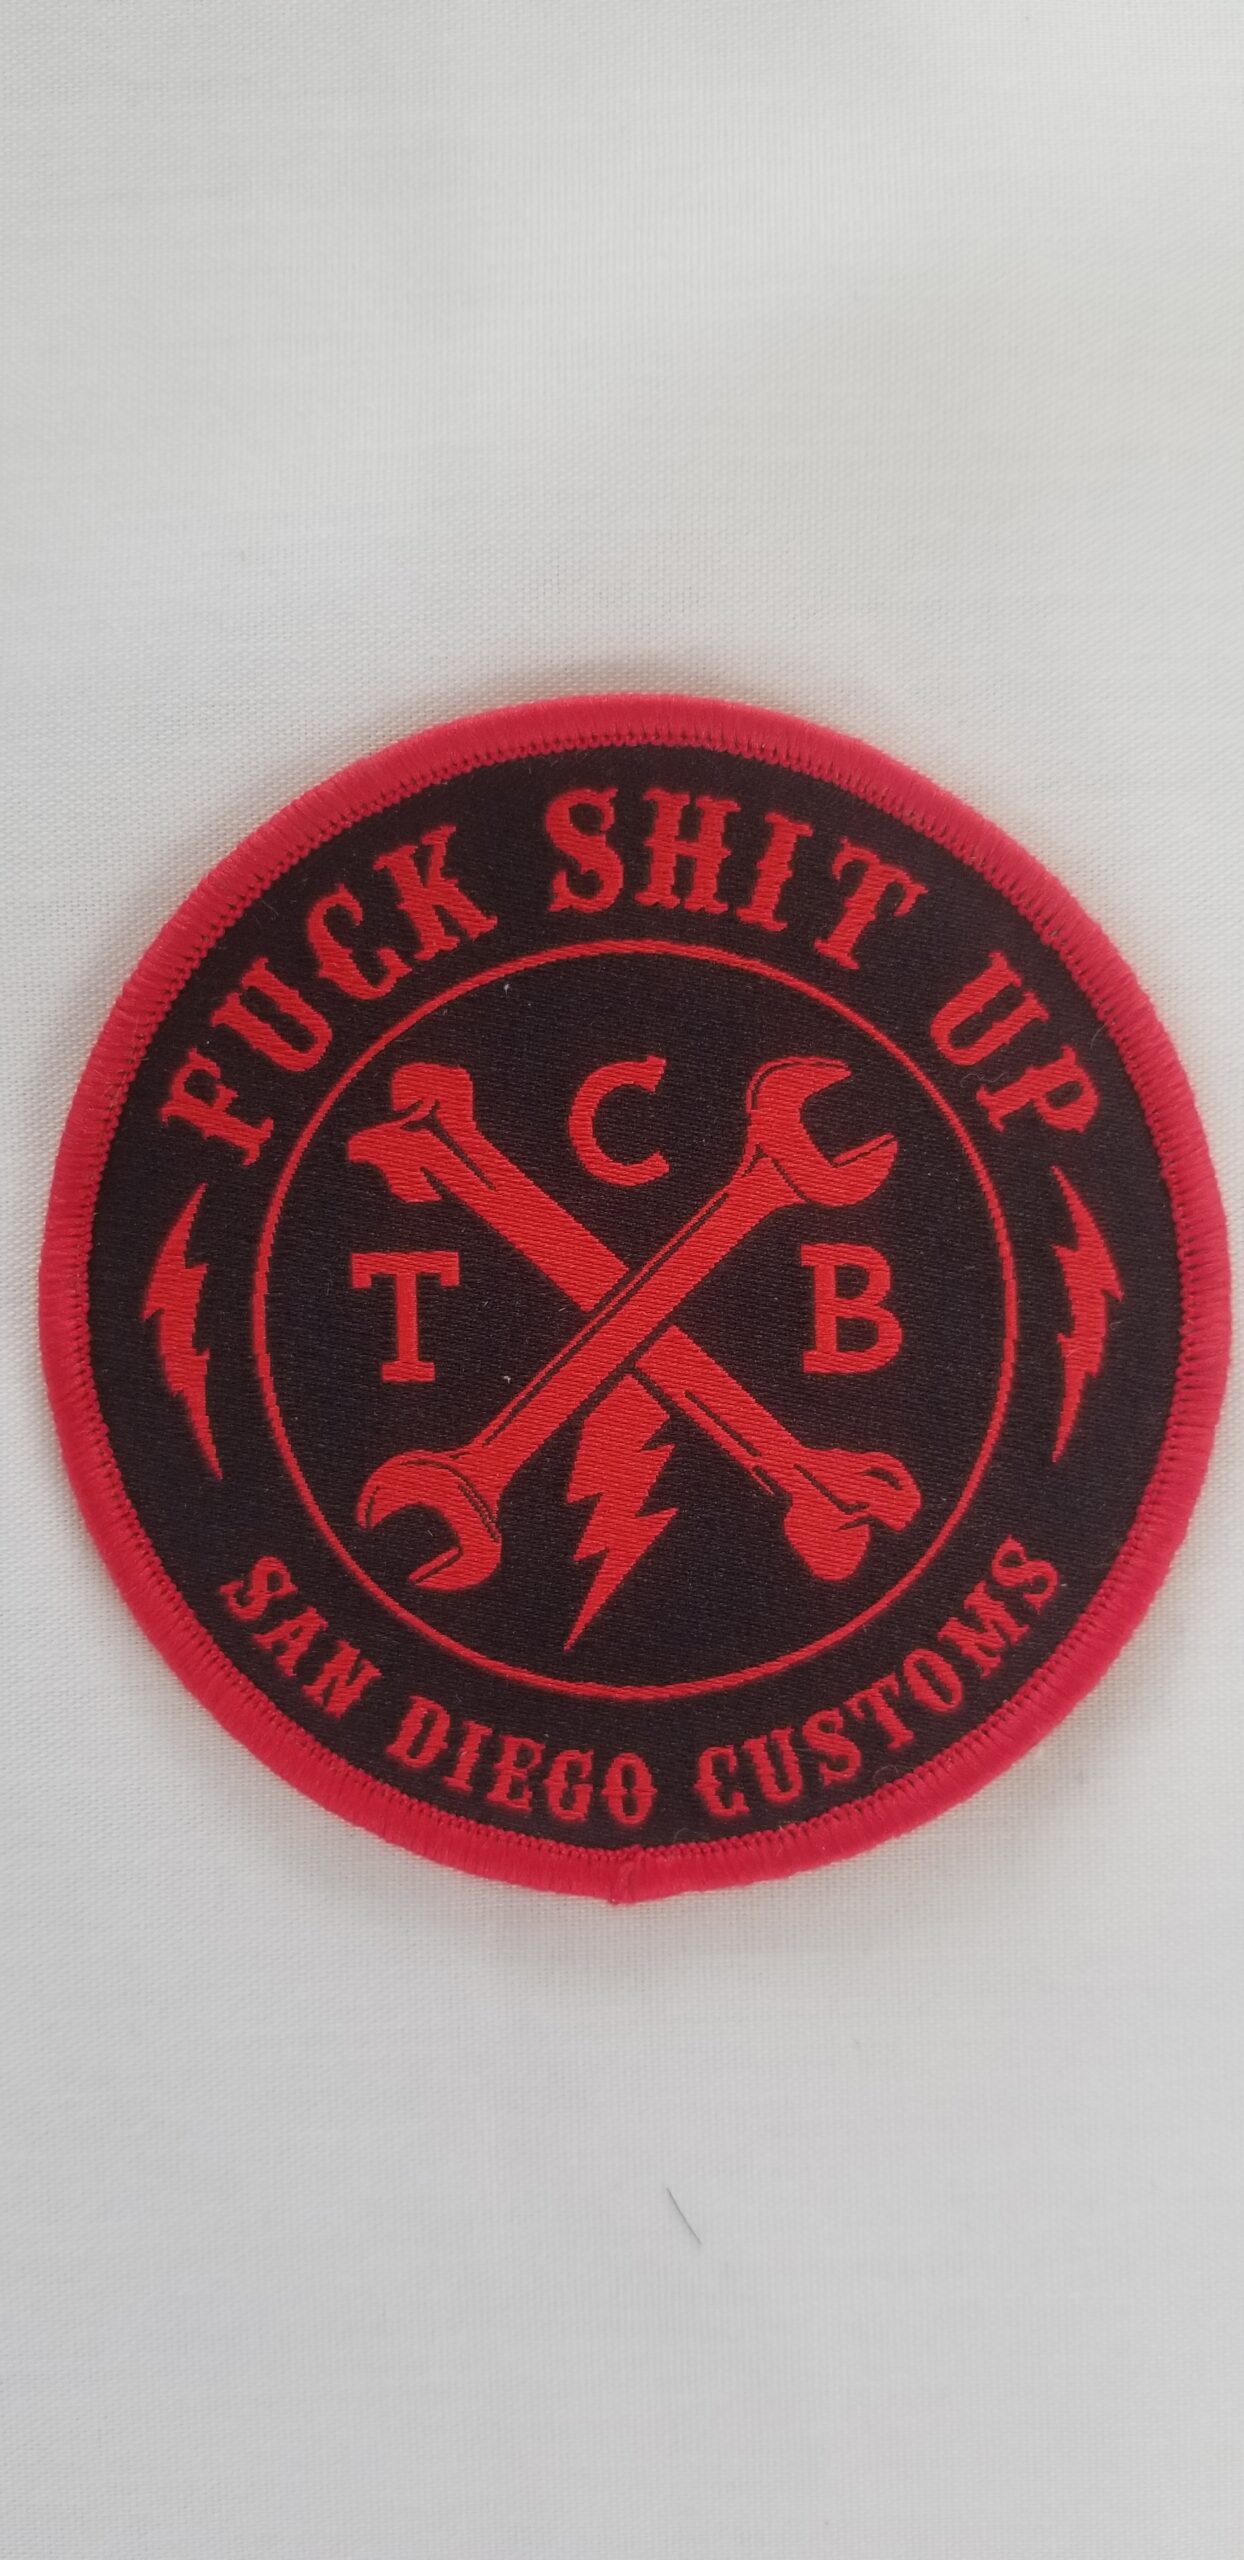 FUCK SHIT UP
C
T B
SAN DIEGO CUSTOMS